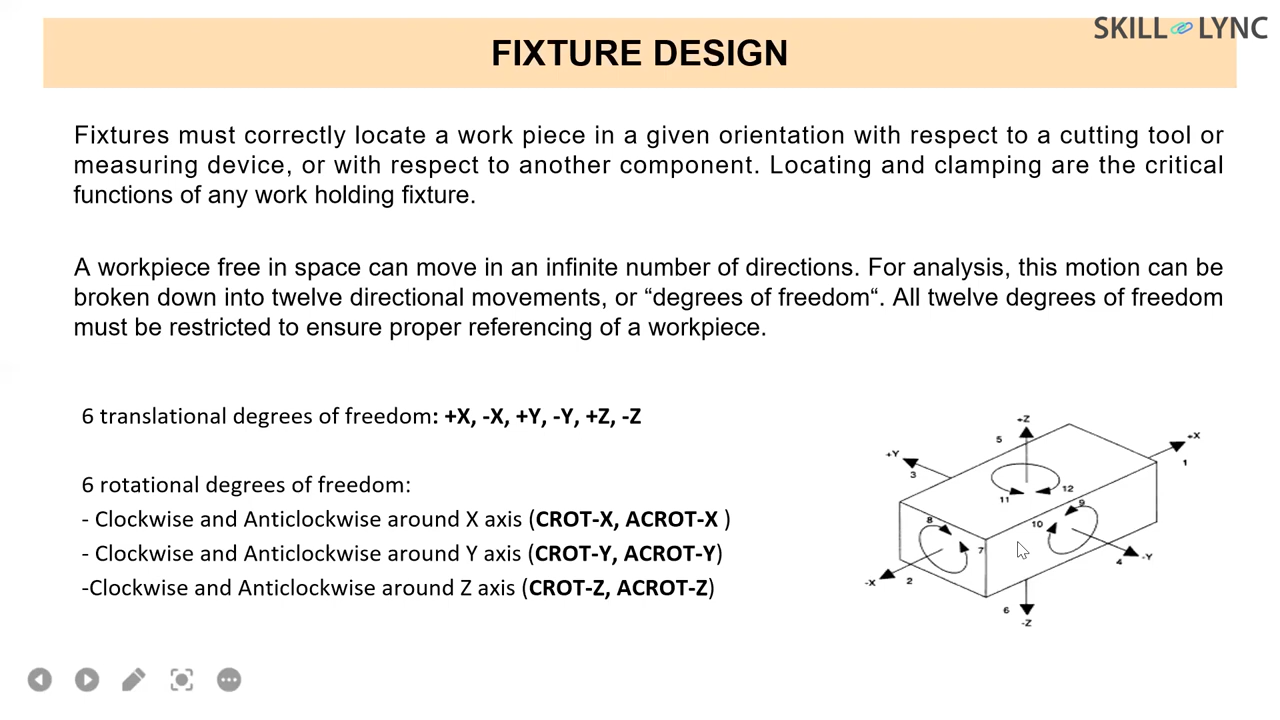 SKILL LYNC
FIXTURE DESIGN
Fixtures must correctly locate a work piece in a given orientation with respect to a cutting tool or
measuring device, or with respect to another component. Locating and clamping are the critical
functions of any work holding fixture.
A workpiece free in space can move in an infinite number of directions. For analysis, this motion can be
broken down into twelve directional movements, or “degrees of freedom“. All twelve degrees of freedom
must be restricted to ensure proper referencing of a workpiece.
6 translational degrees of freedom: +X, -X, +Y, -Y, +Z, -Z
6 rotational degrees of freedom:
- Clockwise and Anticlockwise around X axis (CROT-X, ACROT-X )
- Clockwise and Anticlockwise around Y axis (CROT-Y, ACROT-Y)
-Clockwise and Anticlockwise around Z axis (CROT-Z, ACROT-Z)
+Z
5
+X
1
+Y
3
11
12
9
10
8
7
-Y
4
-X
2
6
-Z